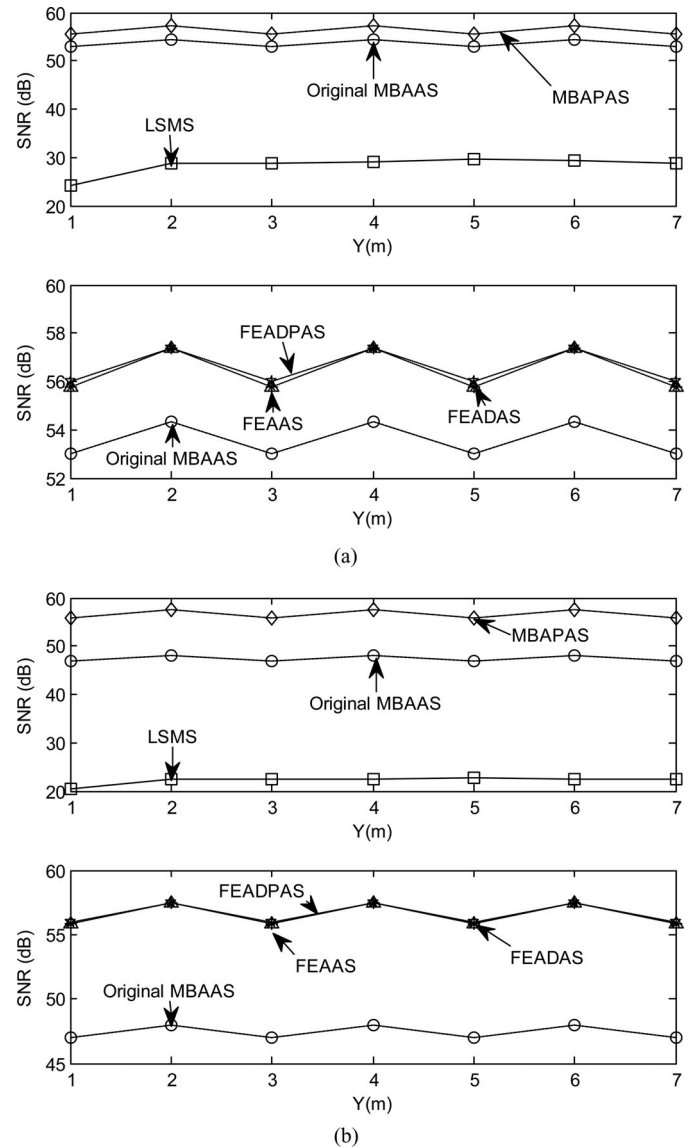 60
50
40
30
20
SNR (dB)
Original MBAAS
MBAPAS
LSMS
1 2 3 4 5 6 7
Y(m)
60
58
56
54
52
SNR (dB)
FEADPAS
FEAAS
FEADAS
Original MBAAS
1 2 3 4 5 6 7
Y(m)
(a)
60
50
40
30
20
SNR (dB)
MBAPAS
Original MBAAS
LSMS
1 2 3 4 5 6 7
Y(m)
60
55
50
45
SNR (dB)
FEADPAS
FEAAS
FEADAS
Original MBAAS
1 2 3 4 5 6 7
Y(m)
(b)